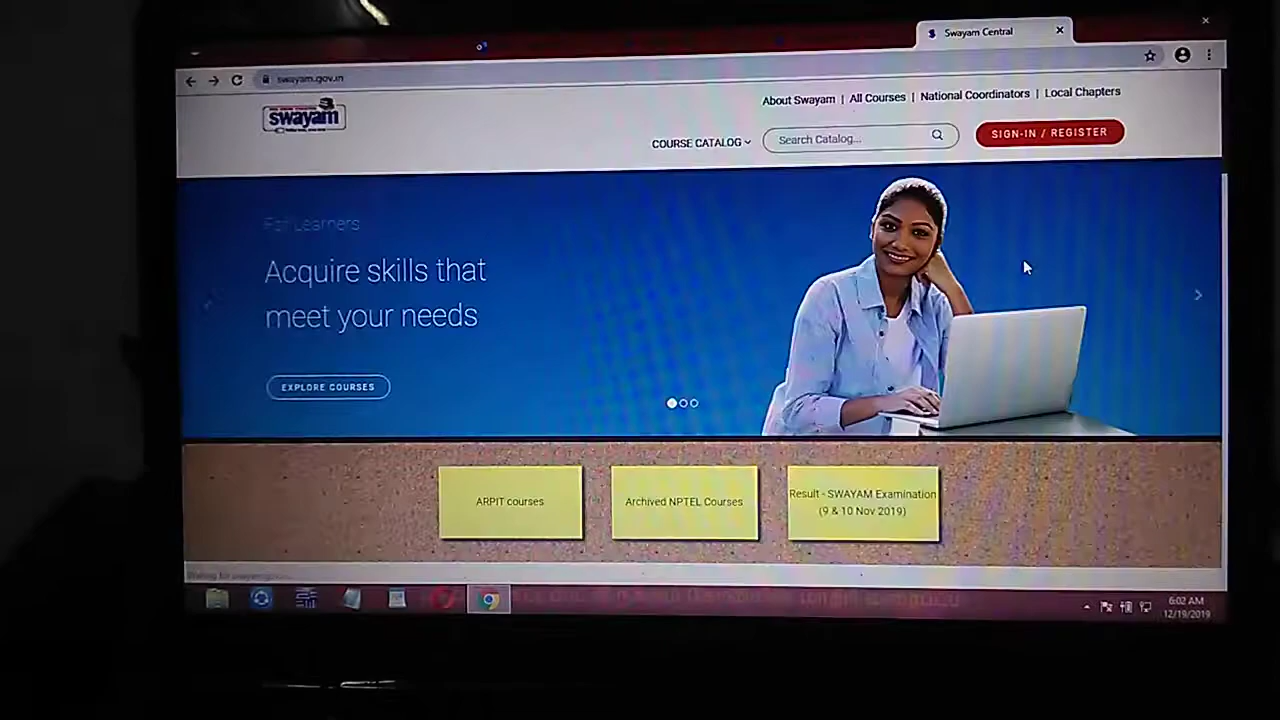 Swayam Central
swayam.gov.in
About Swayam | All Courses | National Coordinators | Local Chapters
swayam
COURSE CATALOG
Search Catalog...
SIGN-IN / REGISTER
For Learners
Acquire skills that
meet your needs
EXPLORE COURSES
ARPIT courses
Archived NPTEL Courses
Result - SWAYAM Examination
(9 & 10 Nov 2019)
6:02 AM
12/19/2019